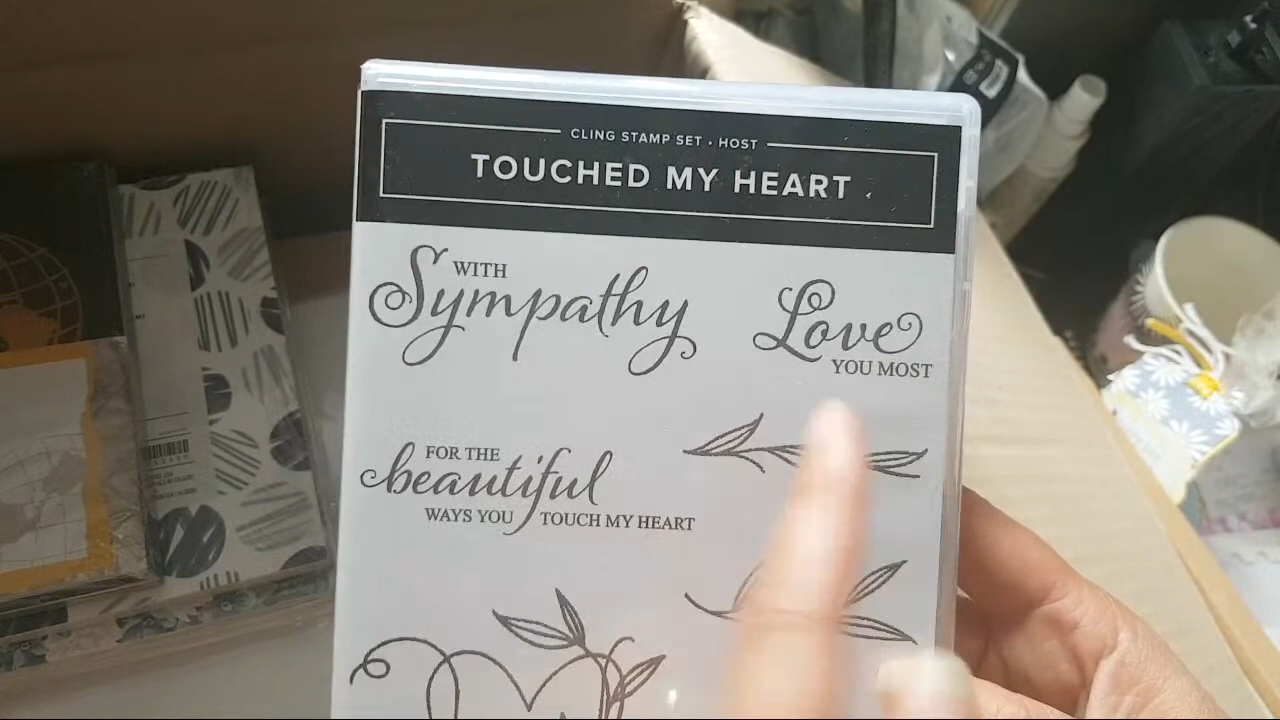 CLING STAMP SET • HOST
TOUCHED MY HEART
WITH
Sympathy
Love
YOU MOST
FOR THE
beautiful
WAYS YOU TOUCH MY HEART